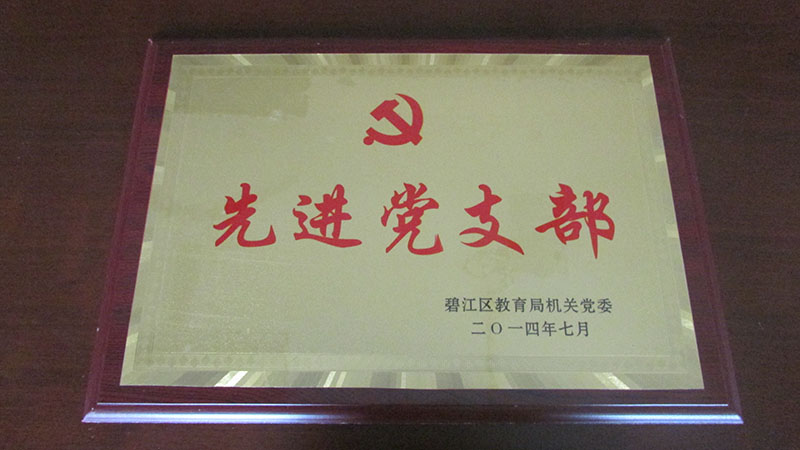 先进党支部
碧江区教育局机关党委
二〇一四年七月